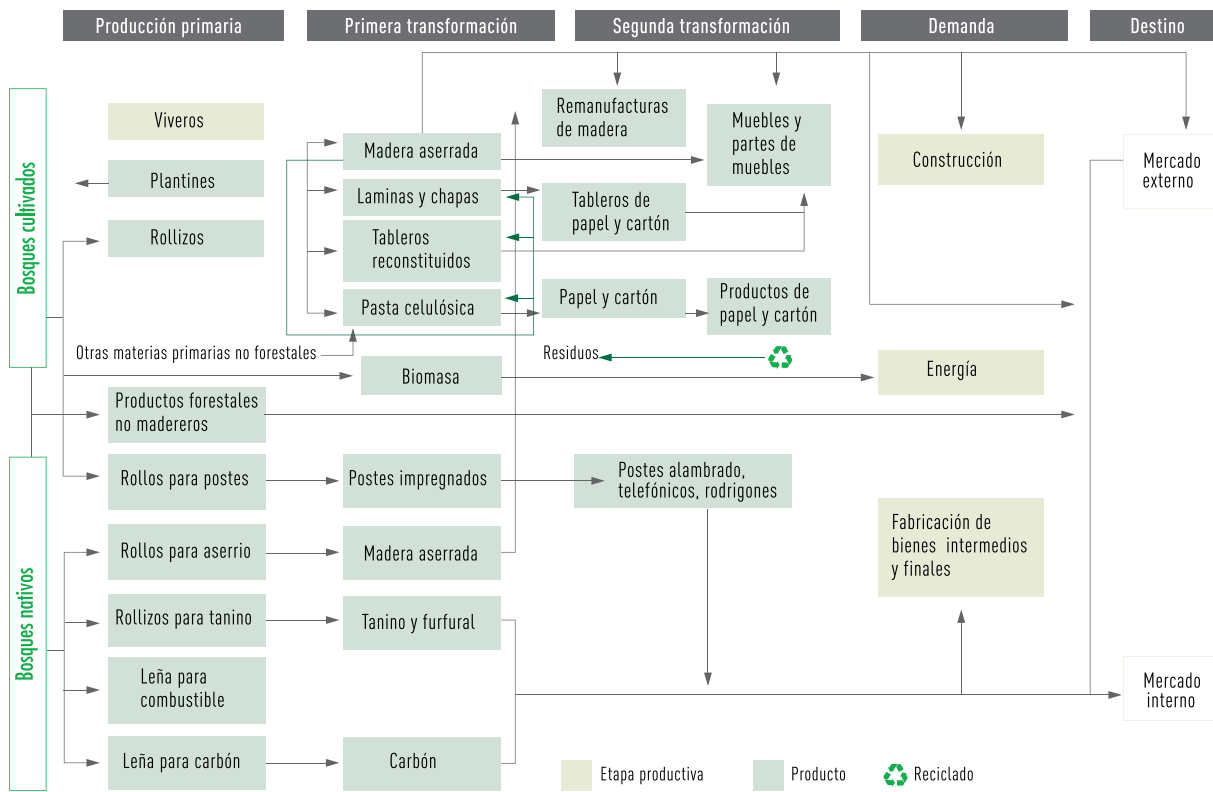 Producción primaria
Primera transformación
Segunda transformación
Demanda
Destino
Bosques cultivados
Viveros
Plantines
Rollizos
Madera aserrada
Laminas y chapas
Tableros
reconstituidos
Pasta celulósica
Remanufacturas
de madera
Muebles y
partes de
muebles
Tableros de
papel y cartón
Papel y cartón
Productos de
papel y cartón
Construcción
Mercado
externo
Otras materias primarias no forestales
Residuos
Biomasa
Energía
Productos forestales
no madereros
Bosques nativos
Rollos para postes
Postes impregnados
Postes alambrado,
telefónicos, rodrigones
Rollos para aserrio
Madera aserrada
Fabricación de
bienes intermedios
y finales
Rollizos para tanino
Tanino y furfural
Leña para
combustible
Mercado
interno
Leña para carbón
Carbón
Etapa productiva
Producto
Reciclado